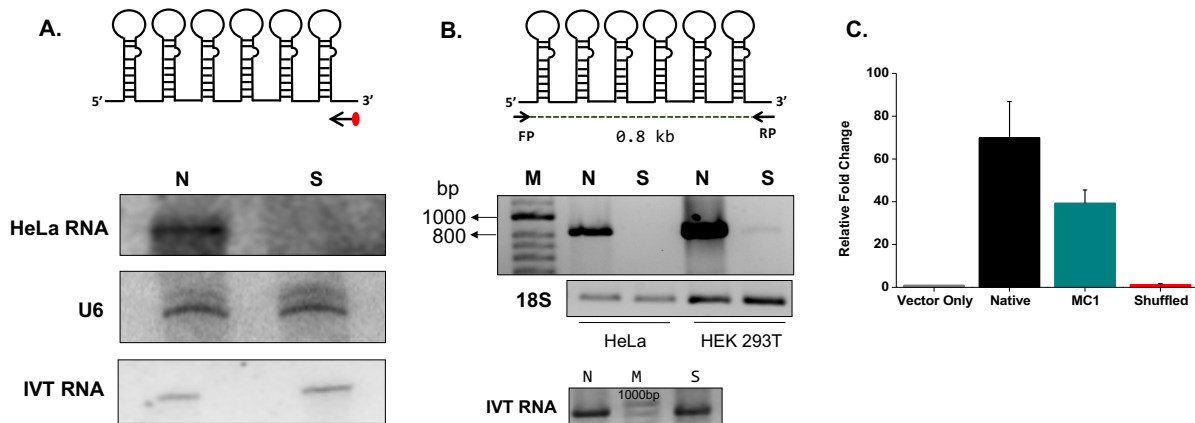 A.
5’
3’
N
S
HeLa RNA
U6
IVT RNA
B.
5’
3’
FP
0.8 kb
RP
bp
M
N
S
N
S
1000
800
18S
HeLa
HEK 293T
N
M
S
1000bp
IVT RNA
C.
Relative Fold Change
100
80
60
40
20
0
Vector Only
Native
MC1
Shuffled